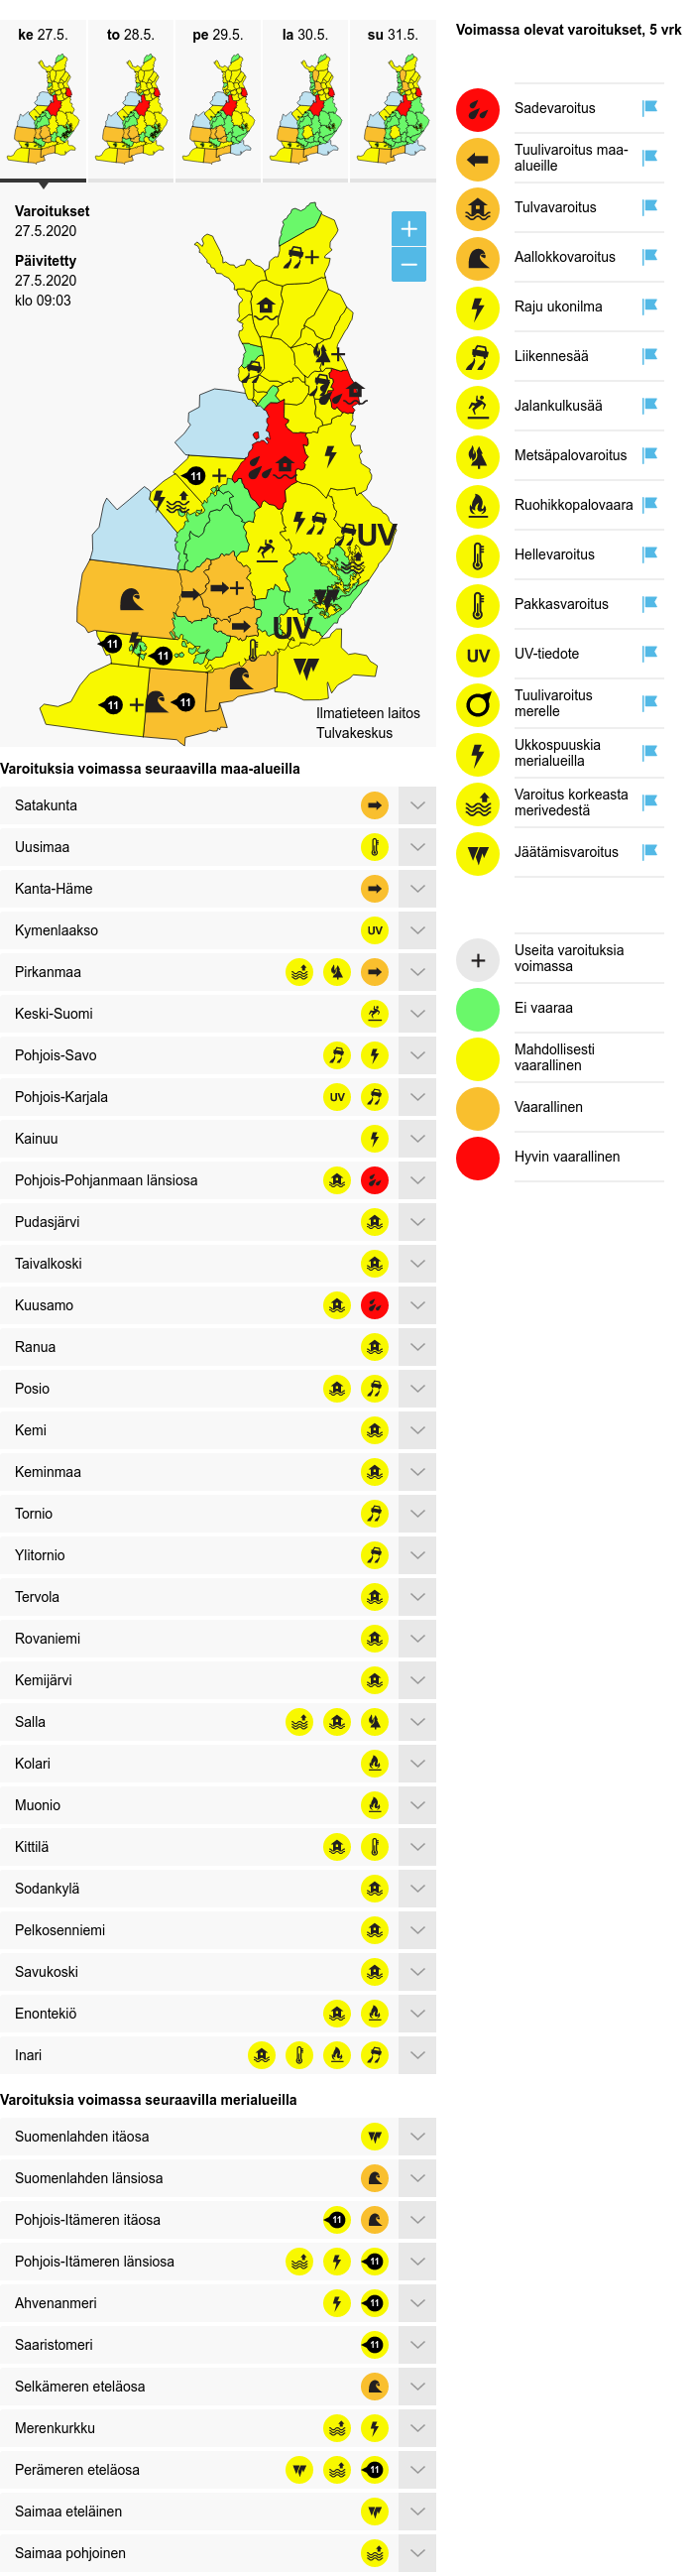 ke 27.5.
to 28.5.
pe 29.5.
la 30.5.
su 31.5.
Varoitukset
27.5.2020
Päivitetty
27.5.2020
klo 09:03
+
−
+
+
11 +
UV
+
UV
11
11
11 +
11
Ilmatieteen laitos
Tulvakeskus
Varoituksia voimassa seuraavilla maa-alueilla
Satakunta
Uusimaa
Kanta-Häme
Kymenlaakso UV
Pirkanmaa
Keski-Suomi
Pohjois-Savo
Pohjois-Karjala UV
Kainuu
Pohjois-Pohjanmaan länsiosa
Pudasjärvi
Taivalkoski
Kuusamo
Ranua
Posio
Kemi
Keminmaa
Tornio
Ylitornio
Tervola
Rovaniemi
Kemijärvi
Salla
Kolari
Muonio
Kittilä
Sodankylä
Pelkosenniemi
Savukoski
Enontekiö
Inari
Varoituksia voimassa seuraavilla merialueilla
Suomenlahden itäosa
Suomenlahden länsiosa
Pohjois-Itämeren itäosa 11
Pohjois-Itämeren länsiosa 11
Ahvenanmeri 11
Saaristomeri 11
Selkämeren eteläosa
Merenkurkku
Perämeren eteläosa 11
Saimaa eteläinen
Saimaa pohjoinen
Voimassa olevat varoitukset, 5 vrk
Sadevaroitus
Tuulivaroitus maa-
alueille
Tulvavaroitus
Aallokkovaroitus
Raju ukonilma
Liikennesää
Jalankulkusää
Metsäpalovaroitus
Ruohikkopalovaara
Hellevaroitus
Pakkasvaroitus
UV UV-tiedote
Tuulivaroitus
merelle
Ukkospuuskia
merialueilla
Varoitus korkeasta
merivedestä
Jäätämisvaroitus
+ Useita varoituksia
voimassa
Ei vaaraa
Mahdollisesti
vaarallinen
Vaarallinen
Hyvin vaarallinen